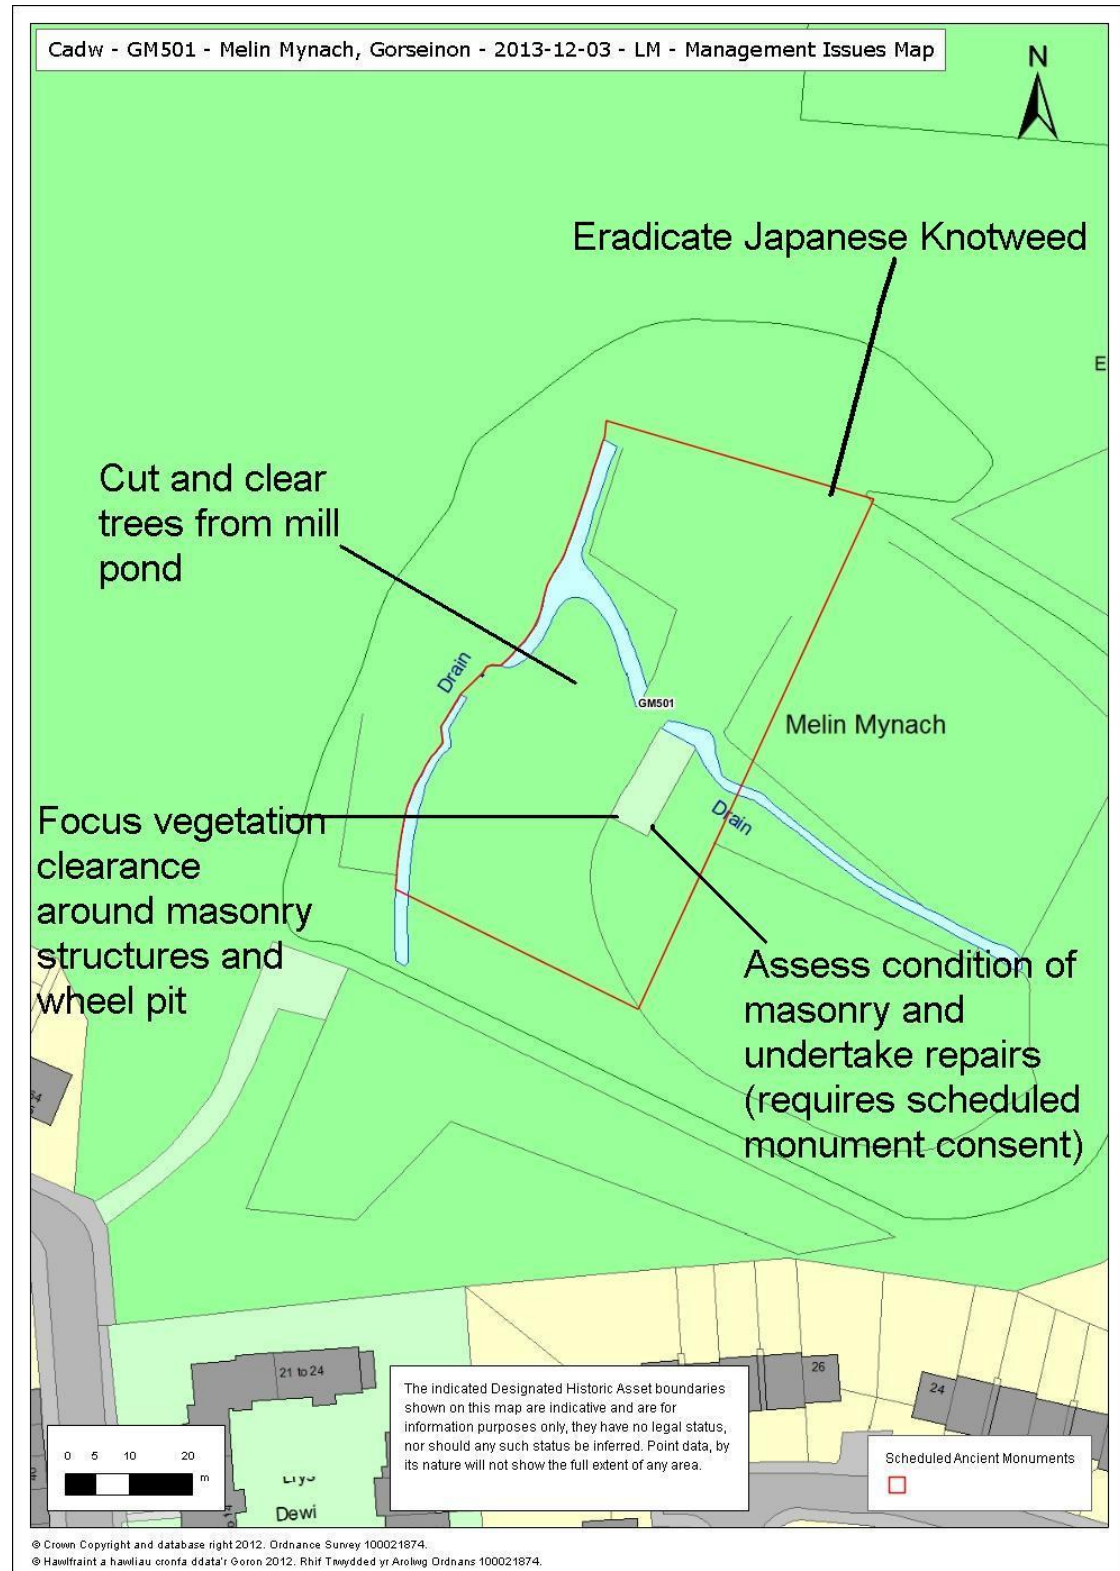 Cadw - GM501 - Melin Mynach, Gorseinon - 2013-12-03 - LM - Management Issues Map
N
Eradicate Japanese Knotweed
E
Cut and clear
trees from mill
pond
Drain
GM501
Melin Mynach
Drain
Focus vegetation
clearance
around masonry
structures and
wheel pit
Assess condition of
masonry and
undertake repairs
(requires scheduled
monument consent)
21 to 24
26
24
The indicated Designated Historic Asset boundaries
shown on this map are indicative and are for
information purposes only, they have no legal status,
nor should any such status be inferred. Point data, by
its nature will not show the full extent of any area.
0 5 10 20
m
Scheduled Ancient Monuments
Dewi
© Crown Copyright and database right 2012. Ordnance Survey 100021874.
© Hawlfraint a hawliau cronfa ddata'r Goron 2012. Rhif Trwydded yr Arolwg Ordnans 100021874.